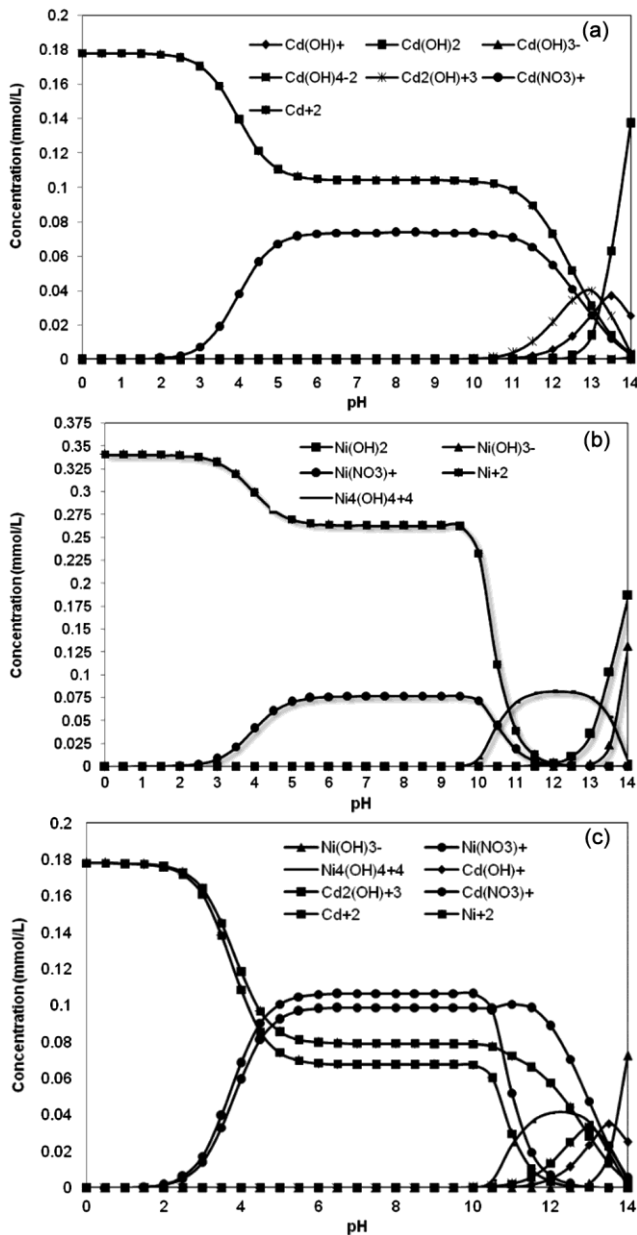 (a)
Cd(OH)+ Cd(OH)2 Cd(OH)3-
Cd(OH)4-2 Cd2(OH)+3 Cd(NO3)+
Cd+2
Concentration (mmol/L)
0.2
0.18
0.16
0.14
0.12
0.1
0.08
0.06
0.04
0.02
0
0 1 2 3 4 5 6 7 8 9 10 11 12 13 14
pH
(b)
Ni(OH)2 Ni(OH)3-
Ni(NO3)+ Ni+2
Ni4(OH)4+4
Concentration (mmol/L)
0.375
0.35
0.325
0.3
0.275
0.25
0.225
0.2
0.175
0.15
0.125
0.1
0.075
0.05
0.025
0
0 1 2 3 4 5 6 7 8 9 10 11 12 13 14
pH
(c)
Ni(OH)3- Ni(NO3)+
Ni4(OH)4+4 Cd(OH)+
Cd2(OH)+3 Cd(NO3)+
Cd+2 Ni+2
Concentration (mmol/L)
0.2
0.18
0.16
0.14
0.12
0.1
0.08
0.06
0.04
0.02
0
0 1 2 3 4 5 6 7 8 9 10 11 12 13 14
pH